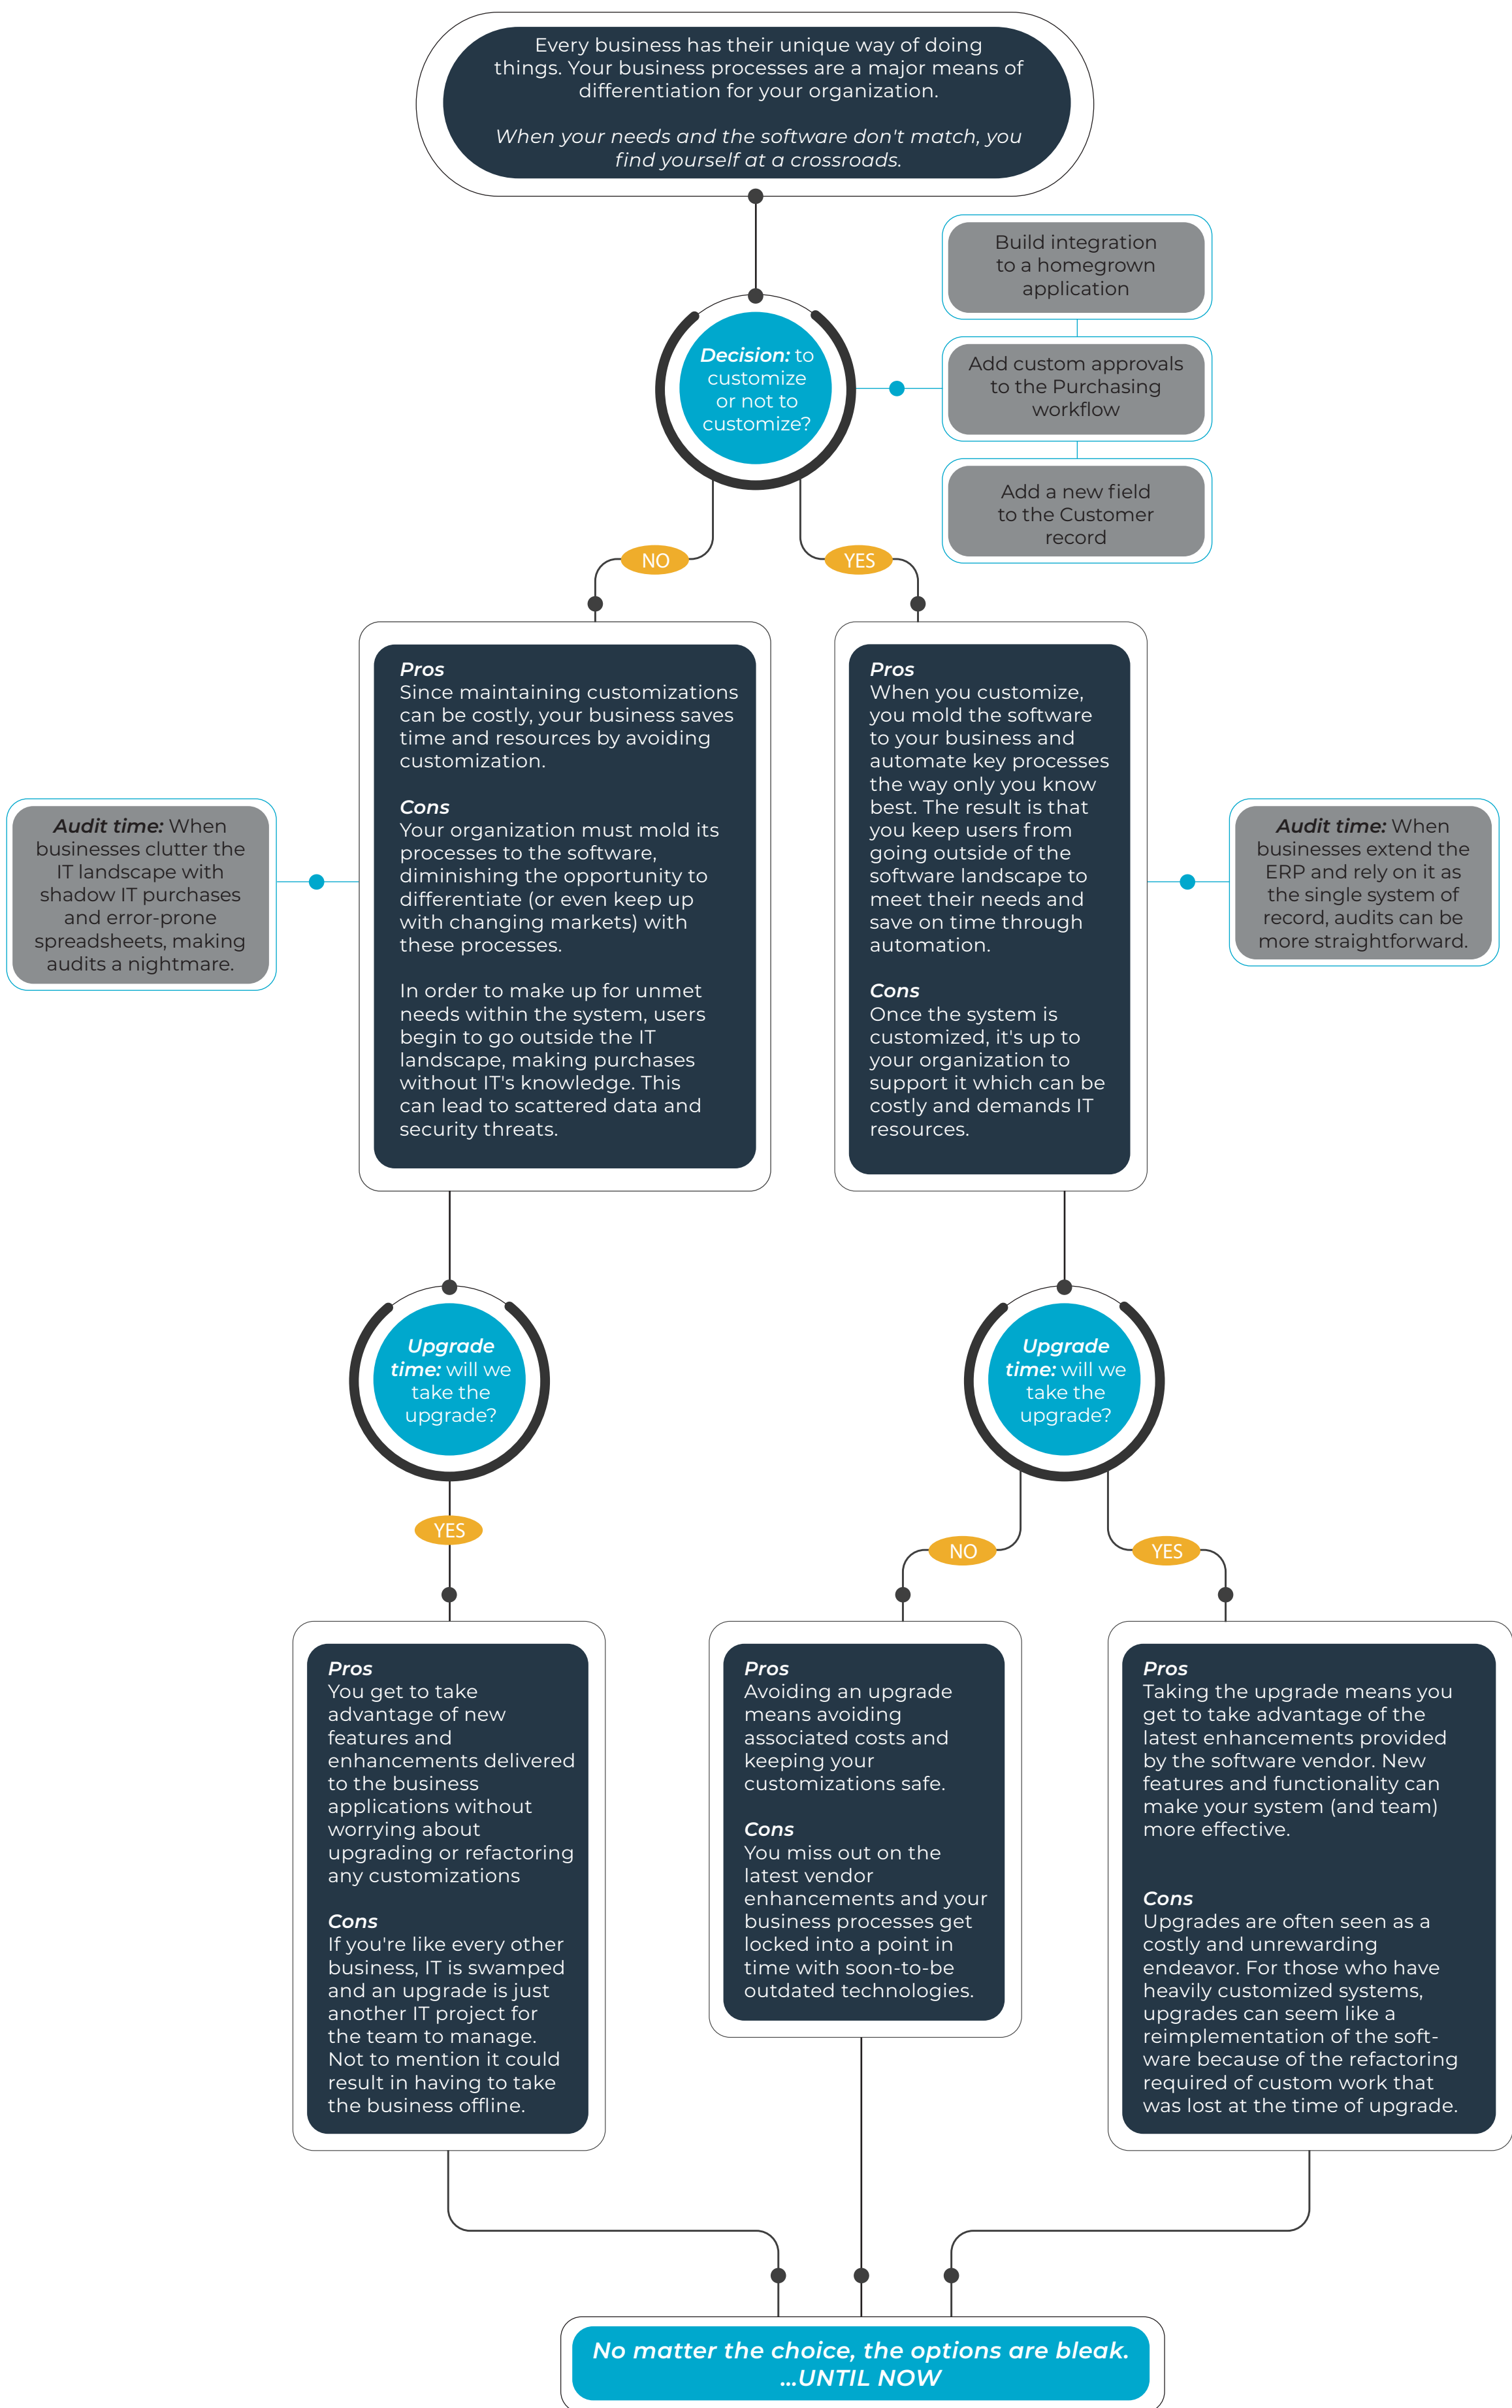 Every business has their unique way of doing
things. Your business processes are a major means of
differentiation for your organization.
When your needs and the software don't match, you
find yourself at a crossroads.
Build integration
to a homegrown
application
Decision: to
customize
or not to
customize?
Add custom approvals
to the Purchasing
workflow
Add a new field
to the Customer
record
NO
YES
Audit time: When
businesses clutter the
IT landscape with
shadow IT purchases
and error-prone
spreadsheets, making
audits a nightmare.
Pros
Since maintaining customizations
can be costly, your business saves
time and resources by avoiding
customization.
Cons
Your organization must mold its
processes to the software,
diminishing the opportunity to
differentiate (or even keep up
with changing markets) with
these processes.
In order to make up for unmet
needs within the system, users
begin to go outside the IT
landscape, making purchases
without IT's knowledge. This
can lead to scattered data and
security threats.
Pros
When you customize,
you mold the software
to your business and
automate key processes
the way only you know
best. The result is that
you keep users from
going outside of the
software landscape to
meet their needs and
save on time through
automation.
Cons
Once the system is
customized, it's up to
your organization to
support it which can be
costly and demands IT
resources.
Audit time: When
businesses extend the
ERP and rely on it as
the single system of
record, audits can be
more straightforward.
Upgrade
time: will we
take the
upgrade?
Upgrade
time: will we
take the
upgrade?
YES
NO
YES
Pros
You get to take
advantage of new
features and
enhancements delivered
to the business
applications without
worrying about
upgrading or refactoring
any customizations
Cons
If you're like every other
business, IT is swamped
and an upgrade is just
another IT project for
the team to manage.
Not to mention it could
result in having to take
the business offline.
Pros
Avoiding an upgrade
means avoiding
associated costs and
keeping your
customizations safe.
Cons
You miss out on the
latest vendor
enhancements and your
business processes get
locked into a point in
time with soon-to-be
outdated technologies.
Pros
Taking the upgrade means you
get to take advantage of the
latest enhancements provided
by the software vendor. New
features and functionality can
make your system (and team)
more effective.
Cons
Upgrades are often seen as a
costly and unrewarding
endeavor. For those who have
heavily customized systems,
upgrades can seem like a
reimplementation of the soft-
ware because of the refactoring
required of custom work that
was lost at the time of upgrade.
No matter the choice, the options are bleak.
...UNTIL NOW